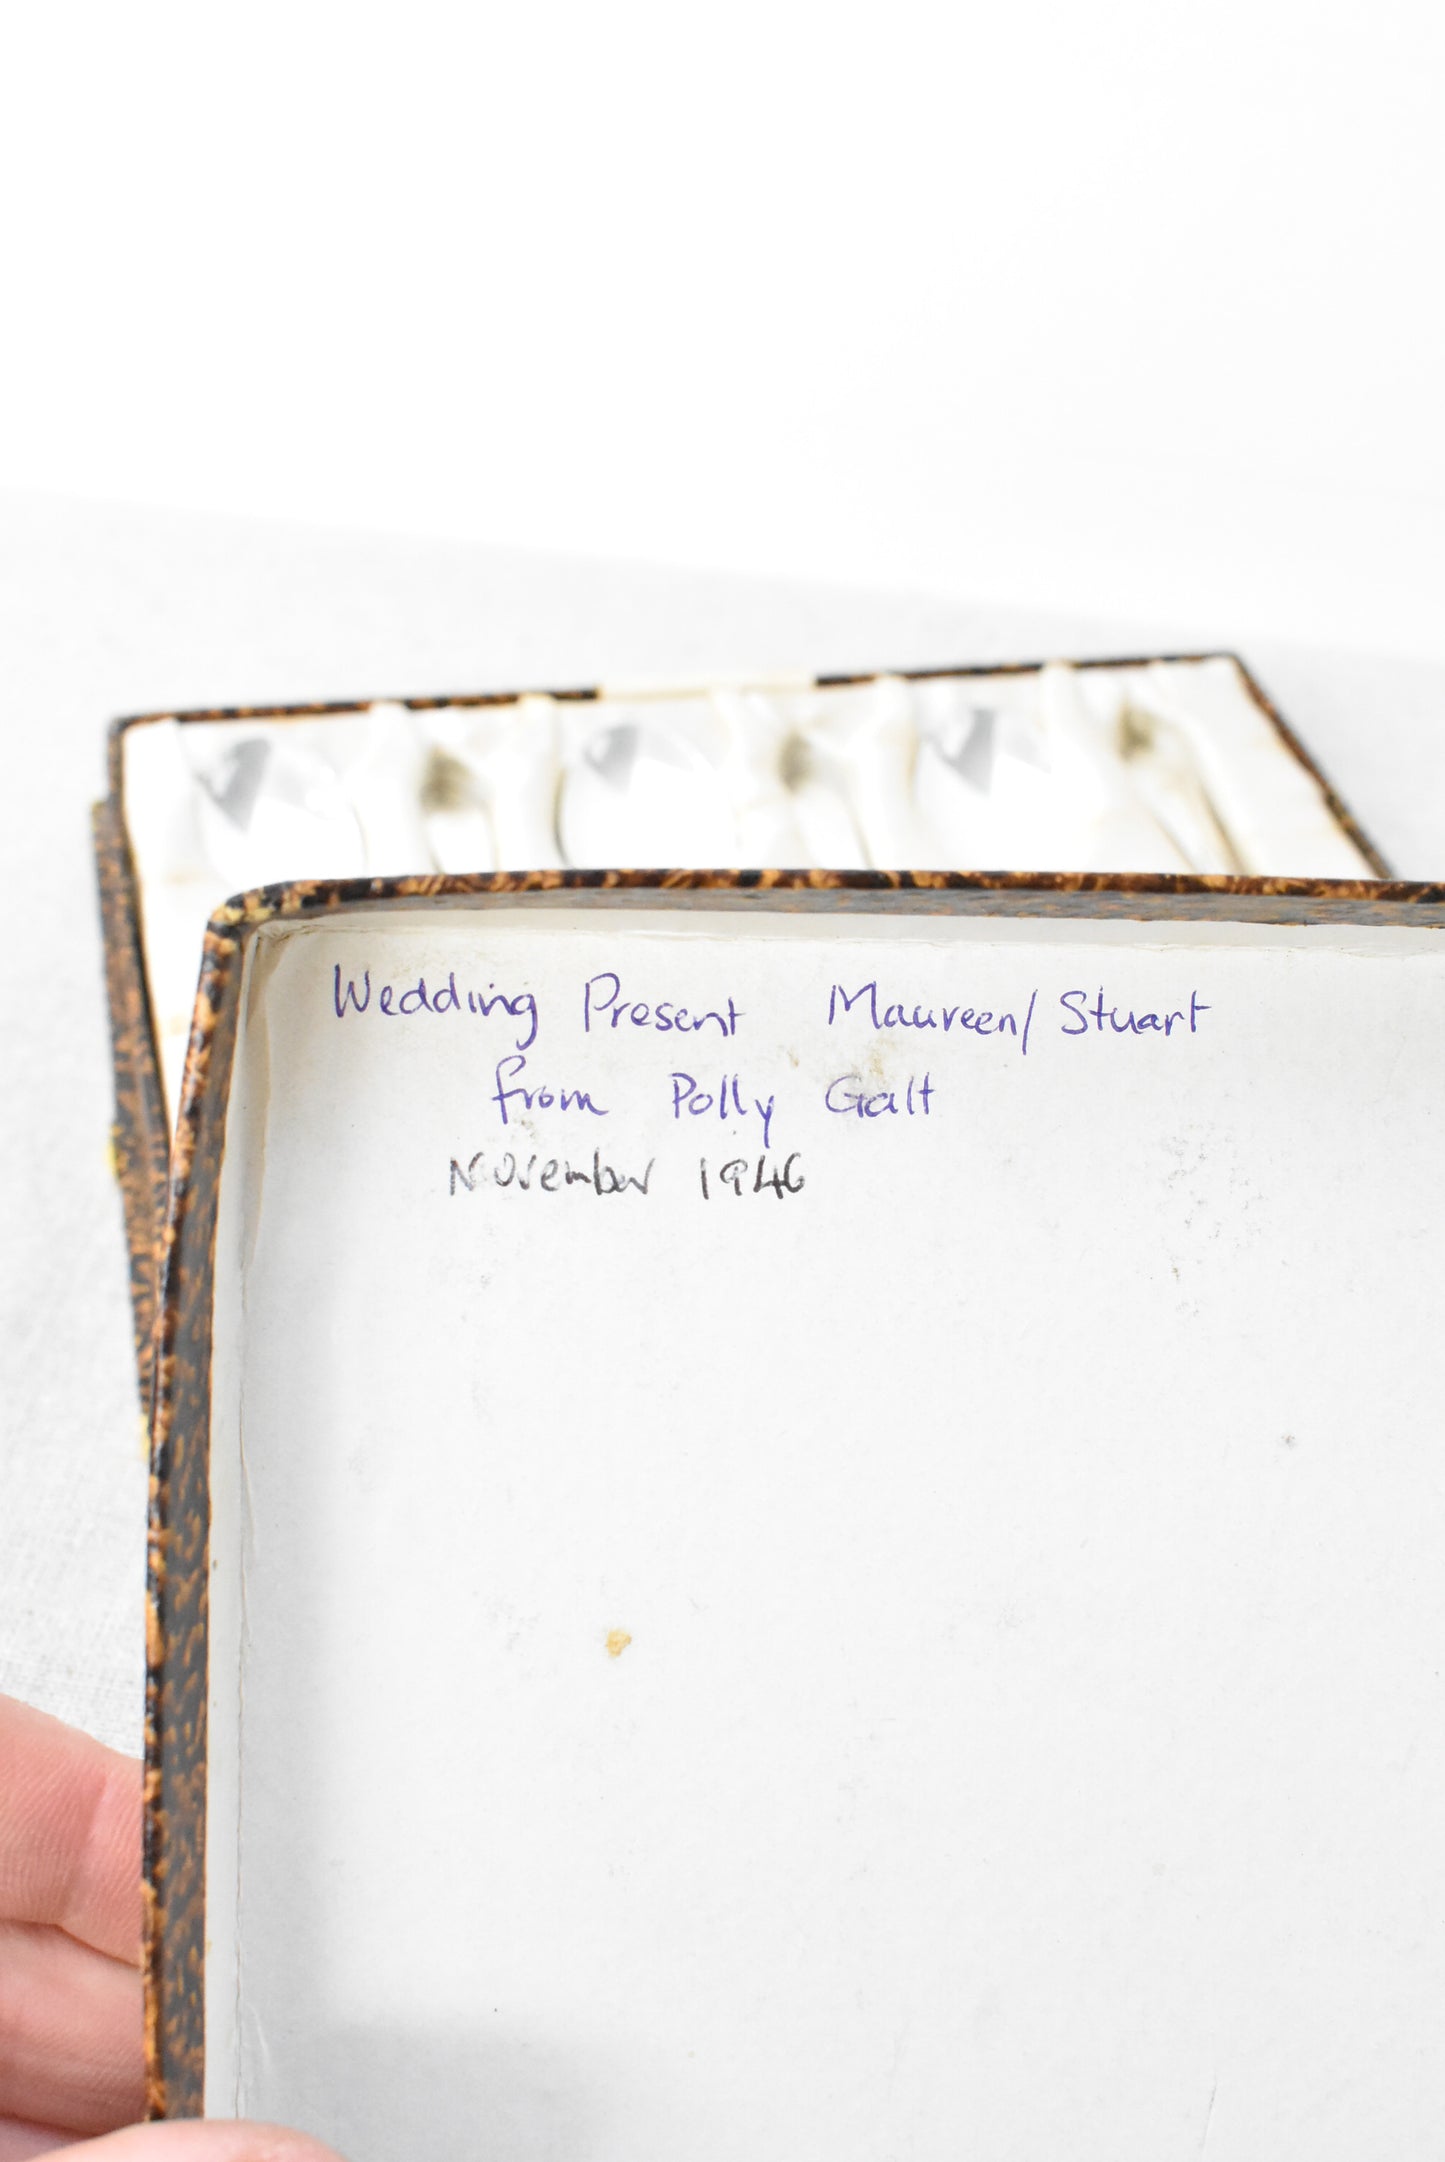 Wedding Present Maureen/Stuart
from Polly Galt
November 1946